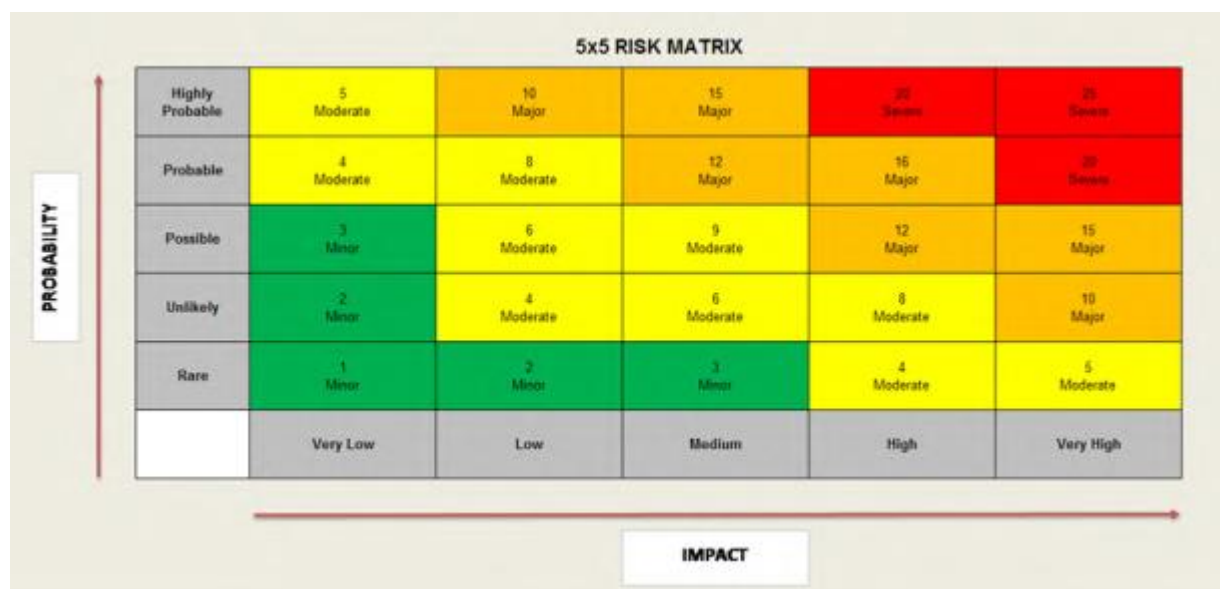 5x5 RISK MATRIX
Highly Probable
5
Moderate
10
Major
15
Major
20
Severe
25
Severe
Probable
4
Moderate
8
Moderate
12
Major
16
Major
20
Severe
Possible
3
Minor
6
Moderate
9
Moderate
12
Major
15
Major
Unlikely
2
Minor
4
Moderate
6
Moderate
8
Moderate
10
Major
Rare
1
Minor
2
Minor
3
Minor
4
Moderate
5
Moderate
Very Low
Low
Medium
High
Very High
PROBABILITY
IMPACT